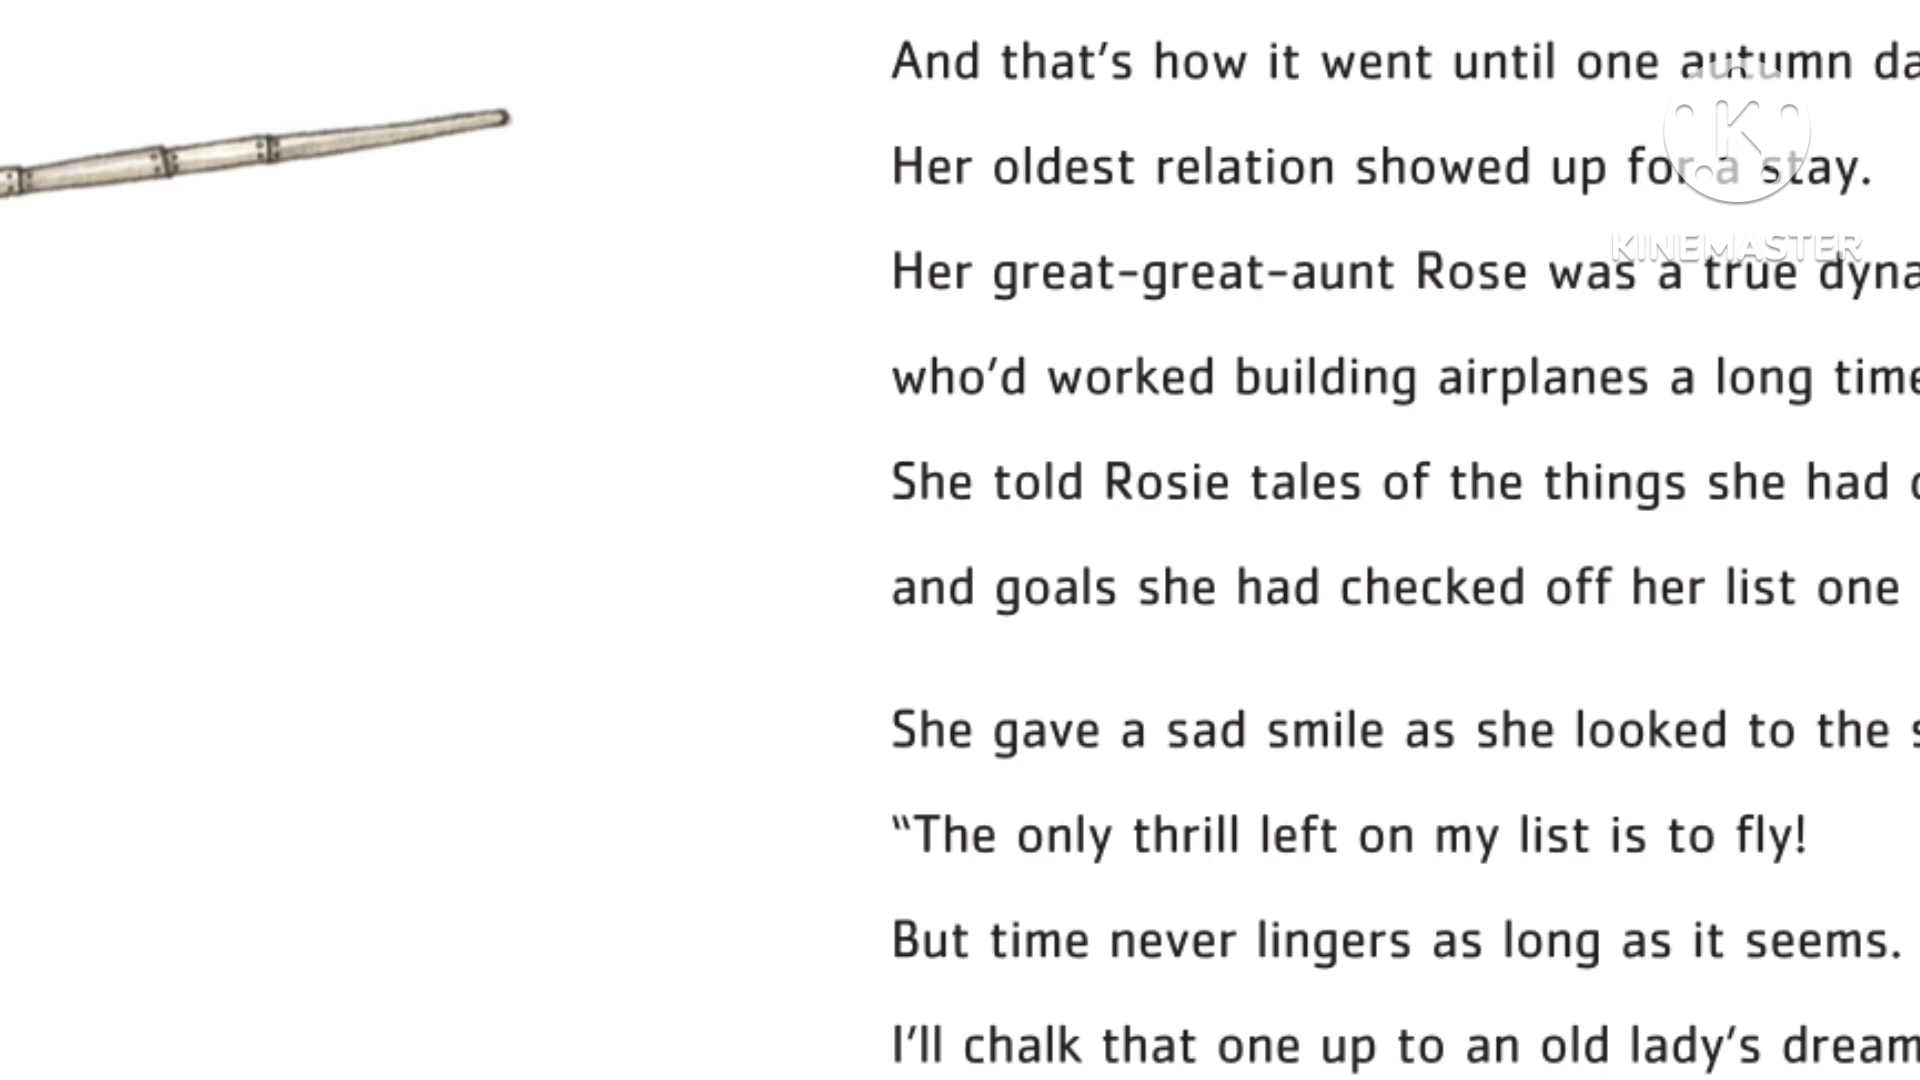 And that's how it went until one autumn da
Her oldest relation showed up for a stay.
Her great-great-aunt Rose was a true dyna
who'd worked building airplanes a long time
She told Rosie tales of the things she had
and goals she had checked off her list one
She gave a sad smile as she looked to the
“The only thrill left on my list is to fly!
But time never lingers as long as it seems.
I'll chalk that one up to an old lady's dream
KINEMASTER